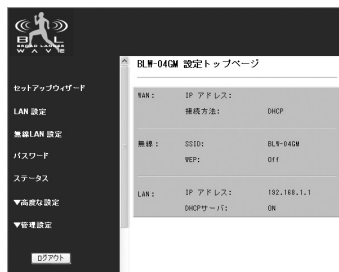 BL
BROAD LANNER
WAVE
BLW-04GM 設定トップページ
セットアップウィザード
LAN 設定
無線LAN 設定
パスワード
ステータス
▼高度な設定
▼管理設定
ログアウト
WAN: IP アドレス:
接続方法: DHCP
無線: SSID: BLW-04GM
WEP: Off
LAN: IP アドレス: 192.168.1.1
DHCPサーバ: ON